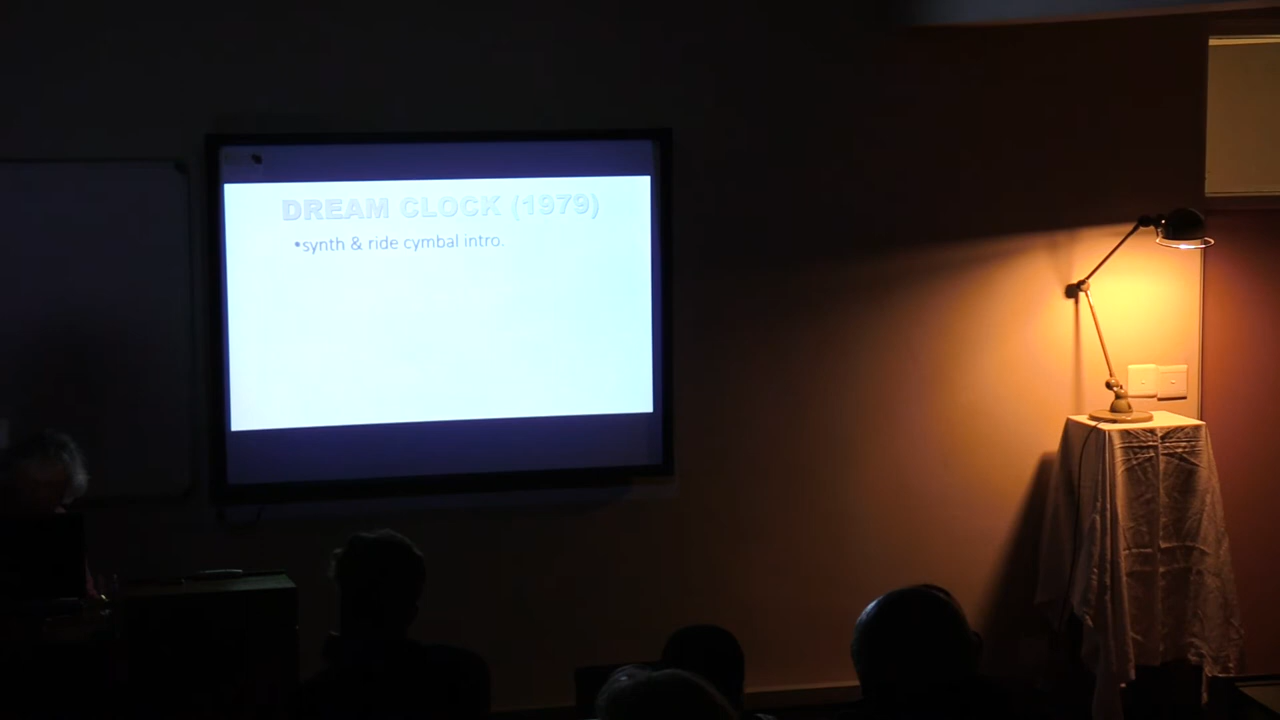 DREAM CLOCK (1979)
•synth & ride cymbal intro.